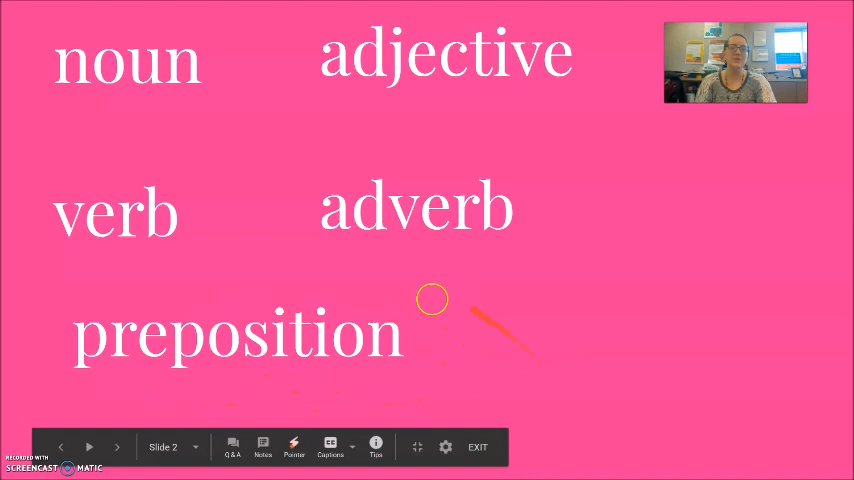 noun adjective
verb adverb
preposition
Slide 2 Q & A Notes Pointer Captions Tips EXIT
RECORDED WITH
SCREENCAST MATIC